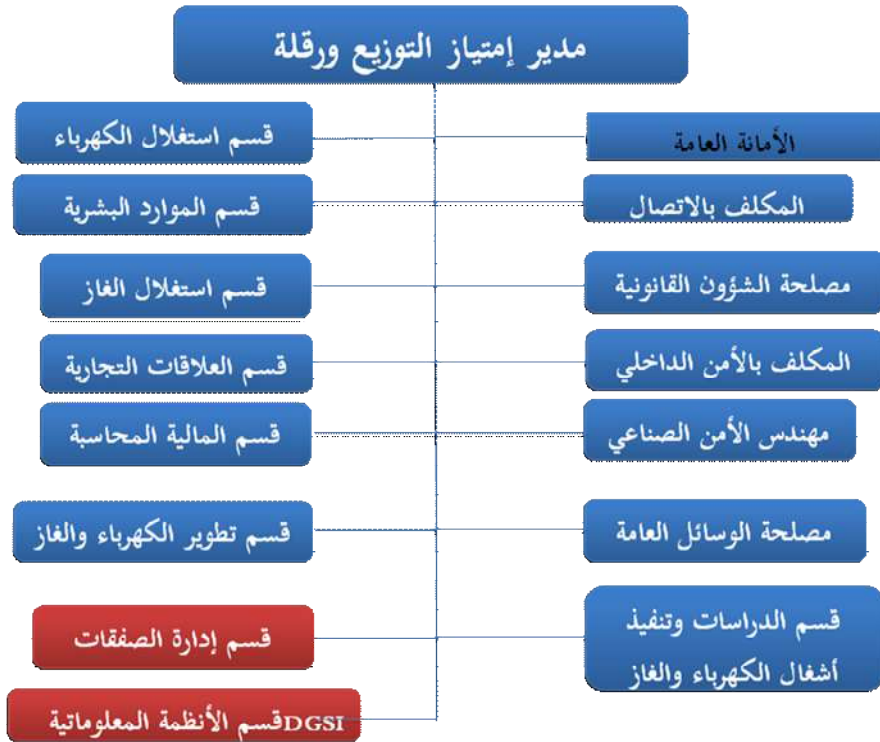 مدير إمتياز التوزيع ورقلة
الأمانة العامة
قسم استغلال الكهرباء
المكلف بالاتصال
قسم الموارد البشرية
مصلحة الشؤون القانونية
قسم استغلال الغاز
المكلف بالأمن الداخلي
قسم العلاقات التجارية
مهندس الأمن الصناعي
قسم المالية المحاسبة
مصلحة الوسائل العامة
قسم تطوير الكهرباء والغاز
قسم الدراسات وتنفيذ
أشغال الكهرباء والغاز
قسم إدارة الصفقات
قسم الأنظمة المعلوماتية DGSI